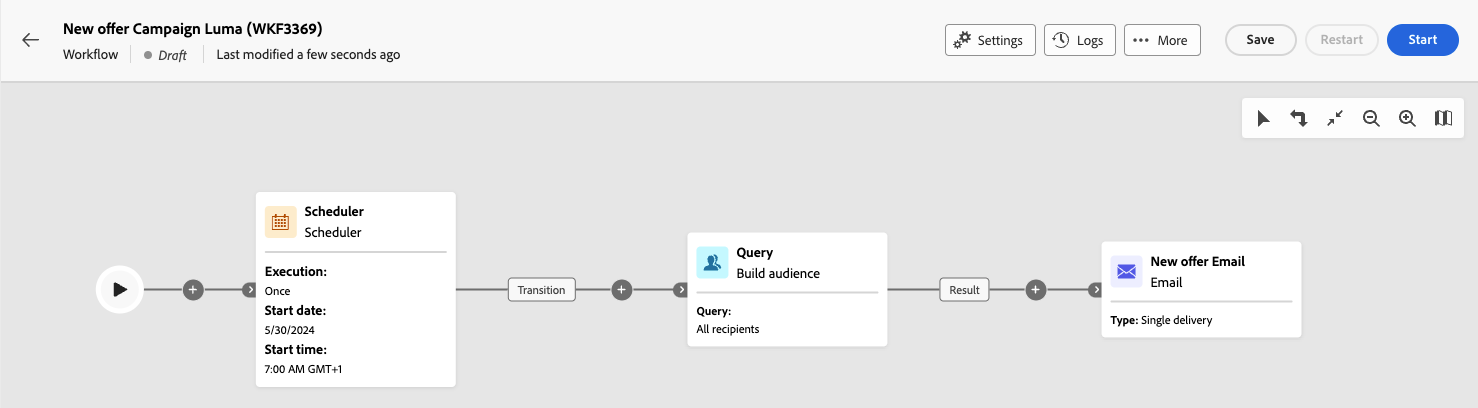 New offer Campaign Luma (WKF3369)
Workflow Draft Last modified a few seconds ago
Settings Logs More Save Restart Start
Scheduler
Scheduler
Execution:
Once
Start date:
5/30/2024
Start time:
7:00 AM GMT+1
Transition
Query
Build audience
Query:
All recipients
Result
New offer Email
Email
Type: Single delivery